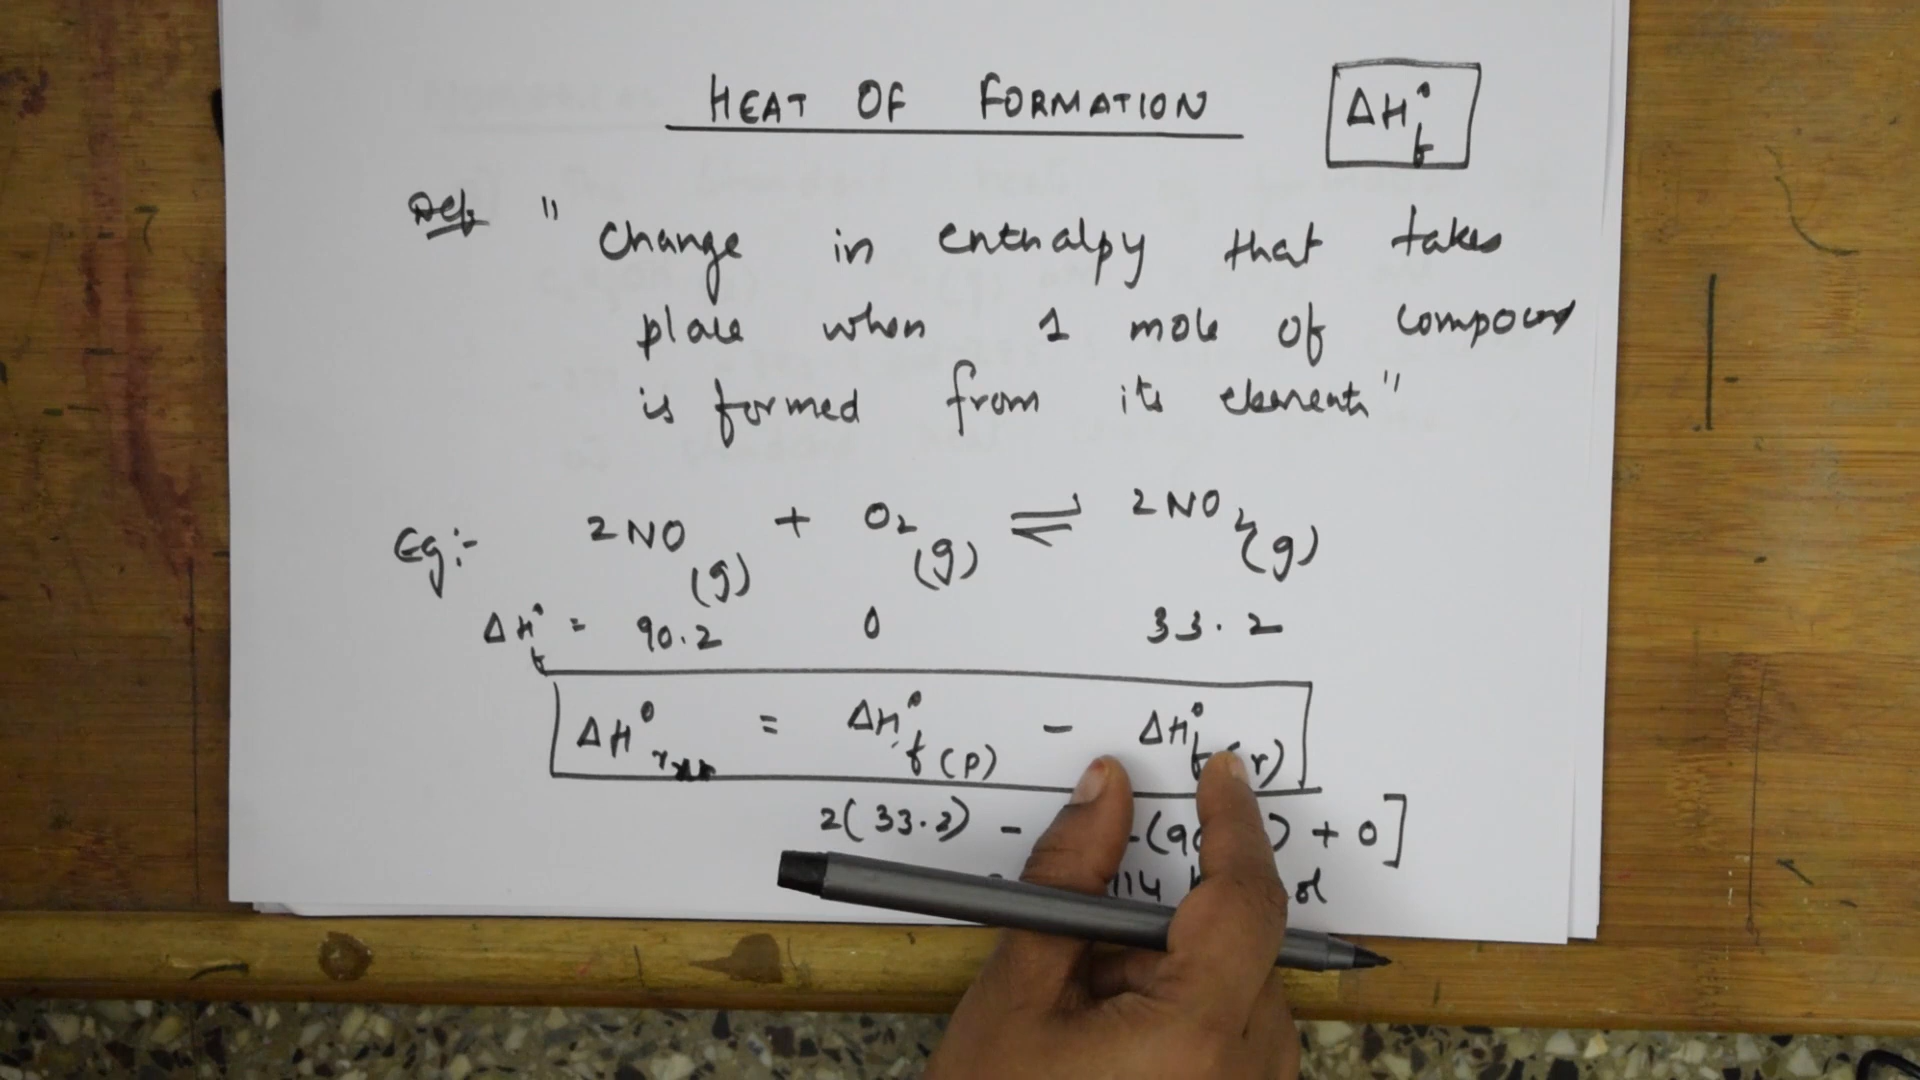 HEAT OF FORMATION
ΔH°f
Def " Change in enthalpy that takes
place when 1 mole of compound
is formed from its elements"
Eg:- 2NO(g) + O2(g) ⇌ 2NO2(g)
ΔH°f = 90.2 0 33.2
ΔH°rxn = ΔH°f(p) - ΔH°f(r)
2(33.2) - (90 ) + 0]
114